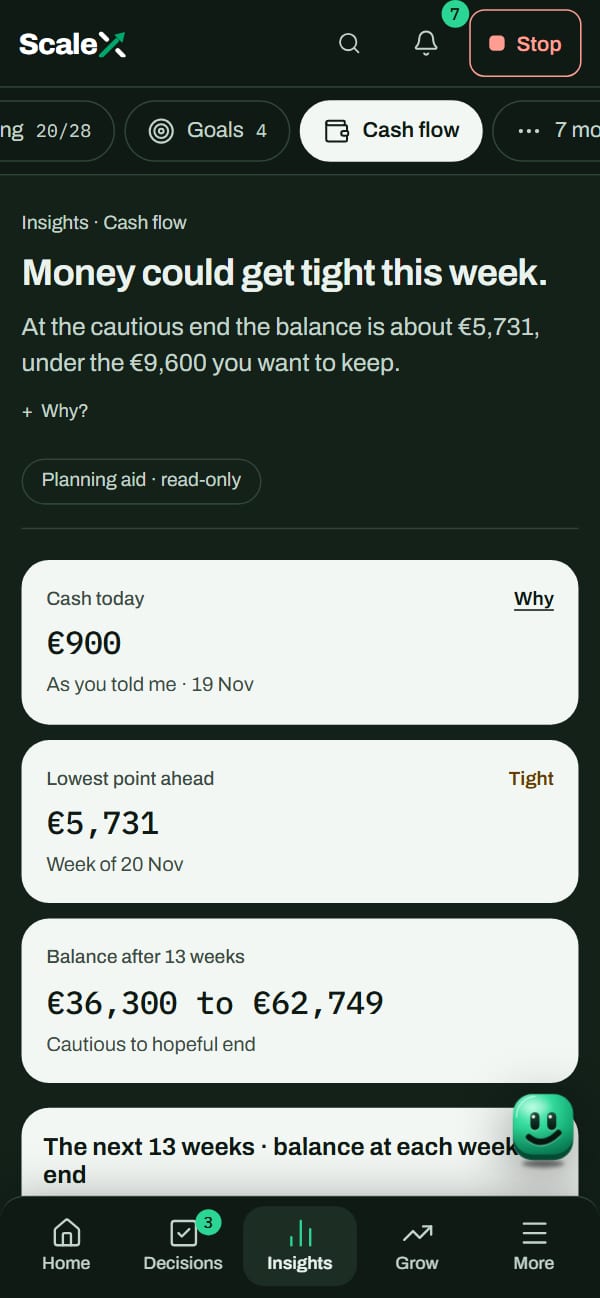 ScaleX
7
Stop
ng 20/28
Goals 4
Cash flow
7 mo
Insights · Cash flow
Money could get tight this week.
At the cautious end the balance is about €5,731,
under the €9,600 you want to keep.
+ Why?
Planning aid · read-only
Cash today
Why
€900
As you told me · 19 Nov
Lowest point ahead
Tight
€5,731
Week of 20 Nov
Balance after 13 weeks
€36,300 to €62,749
Cautious to hopeful end
The next 13 weeks · balance at each week
end
3
Home
Decisions
Insights
Grow
More